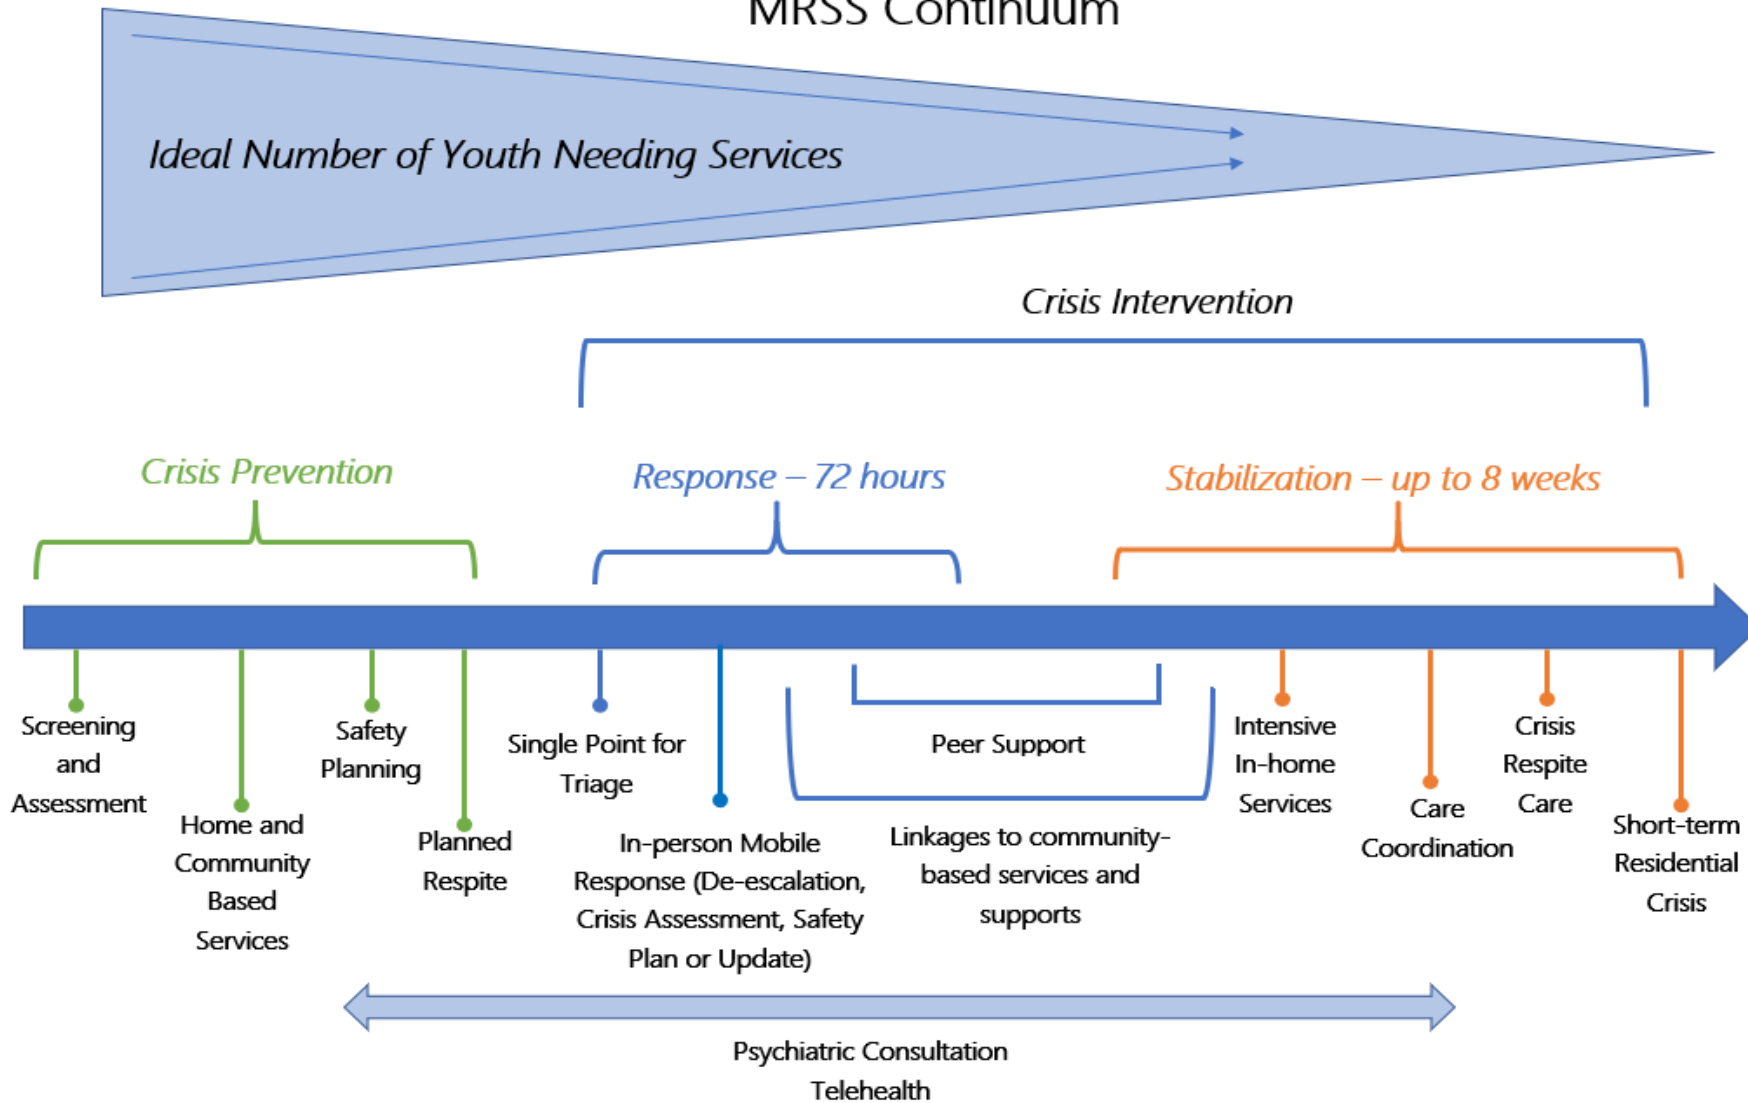 MRSS Continuum
Ideal Number of Youth Needing Services
Crisis Intervention
Crisis Prevention
Response – 72 hours
Stabilization – up to 8 weeks
Screening
and
Assessment
Home and
Community
Based
Services
Safety
Planning
Planned
Respite
Single Point for
Triage
In-person Mobile
Response (De-escalation,
Crisis Assessment, Safety
Plan or Update)
Peer Support
Linkages to community-
based services and
supports
Intensive
In-home
Services
Care
Coordination
Crisis
Respite
Care
Short-term
Residential
Crisis
Psychiatric Consultation
Telehealth